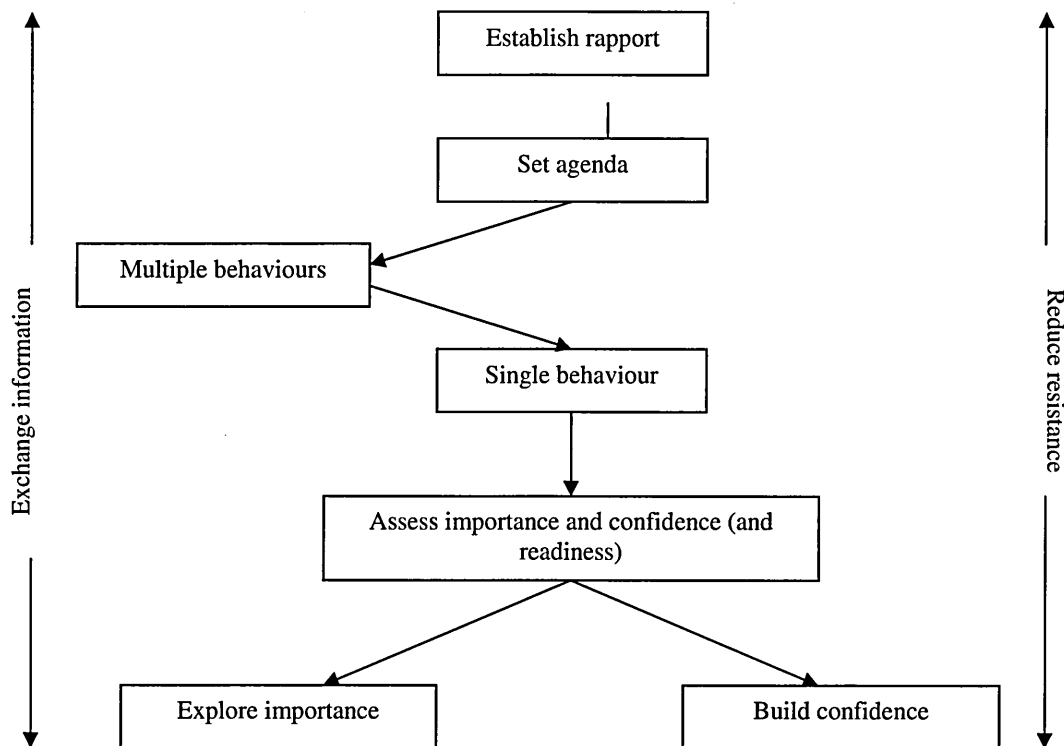 Establish rapport
Set agenda
Multiple behaviours
Single behaviour
Exchange information
Reduce resistance
Assess importance and confidence (and
readiness)
Explore importance
Build confidence